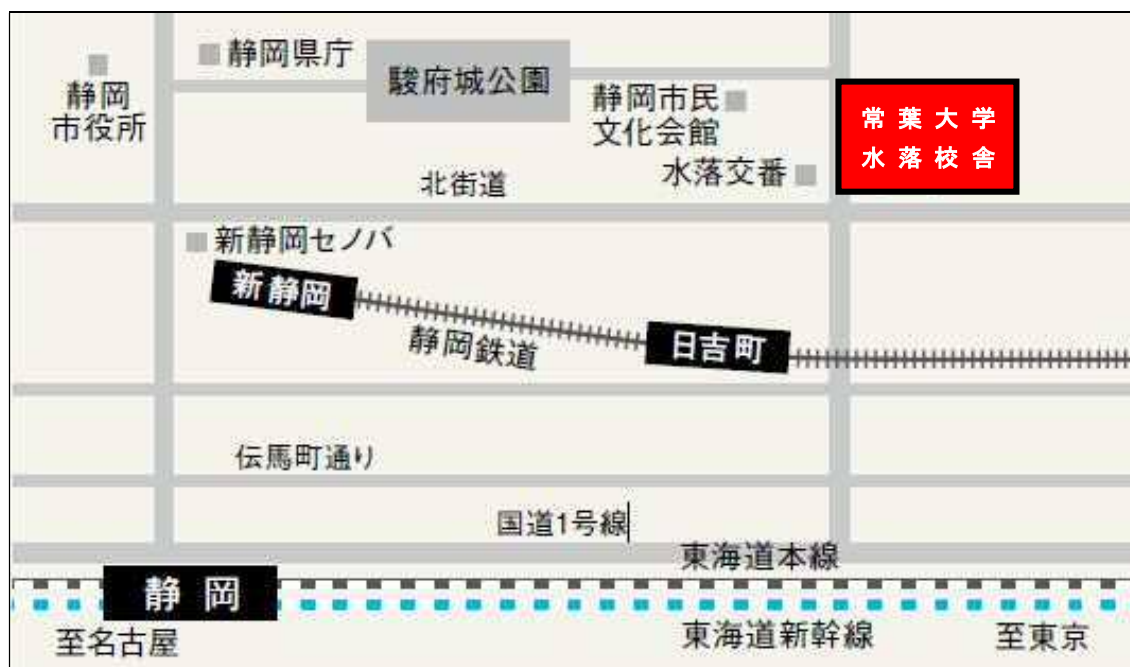 静岡県庁
駿府城公園
静岡
市役所
静岡市民
文化会館
常葉大学
水落校舎
水落交番
北街道
新静岡セノバ
新静岡
静岡鉄道
日吉町
伝馬町通り
国道1号線
東海道本線
静岡
至名古屋
東海道新幹線
至東京